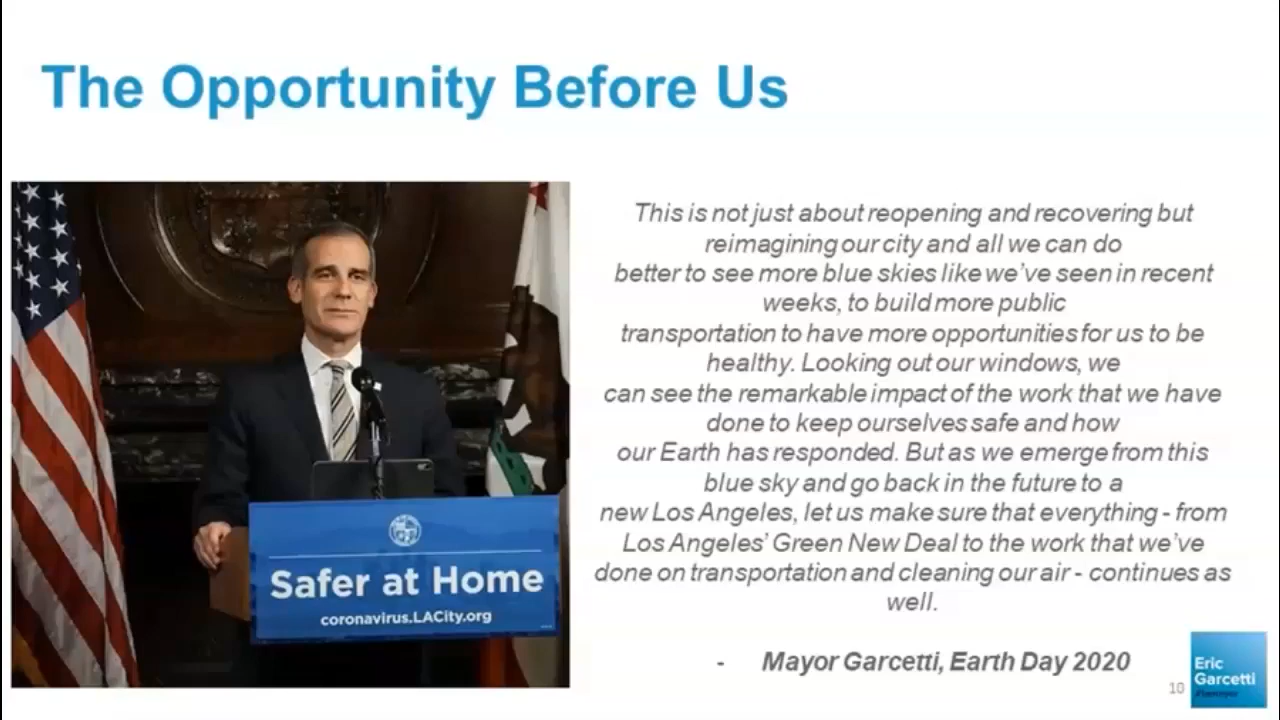 The Opportunity Before Us
This is not just about reopening and recovering but
reimagining our city and all we can do
better to see more blue skies like we've seen in recent
weeks, to build more public
transportation to have more opportunities for us to be
healthy. Looking out our windows, we
can see the remarkable impact of the work that we have
done to keep ourselves safe and how
our Earth has responded. But as we emerge from this
blue sky and go back in the future to a
new Los Angeles, let us make sure that everything - from
Los Angeles' Green New Deal to the work that we've
done on transportation and cleaning our air - continues as
well.
- Mayor Garcetti, Earth Day 2020
Safer at Home
coronavirus.LACity.org
10
Eric
Garcetti